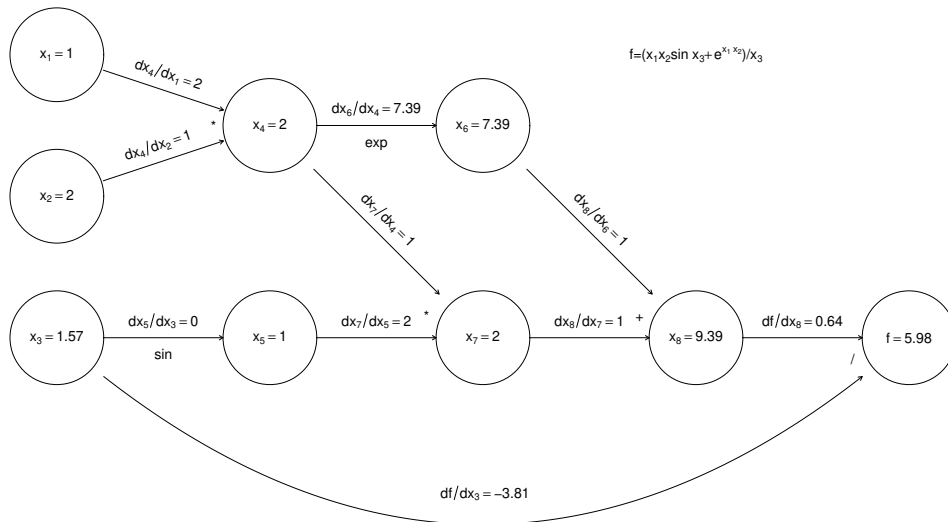 x₁ = 1
f=(x₁x₂sin x₃+e^{x₁ x₂})/x₃
dx₄/dx₁ = 2
dx₆/dx₄ = 7.39
*
x₄ = 2
x₆ = 7.39
dx₄/dx₂ = 1
exp
x₂ = 2
dx₇/dx₄ = 1
dx₈/dx₆ = 1
dx₅/dx₃ = 0
dx₇/dx₅ = 2
*
dx₈/dx₇ = 1
+
df/dx₈ = 0.64
x₃ = 1.57
x₅ = 1
x₇ = 2
x₈ = 9.39
f = 5.98
sin
/
df/dx₃ = −3.81